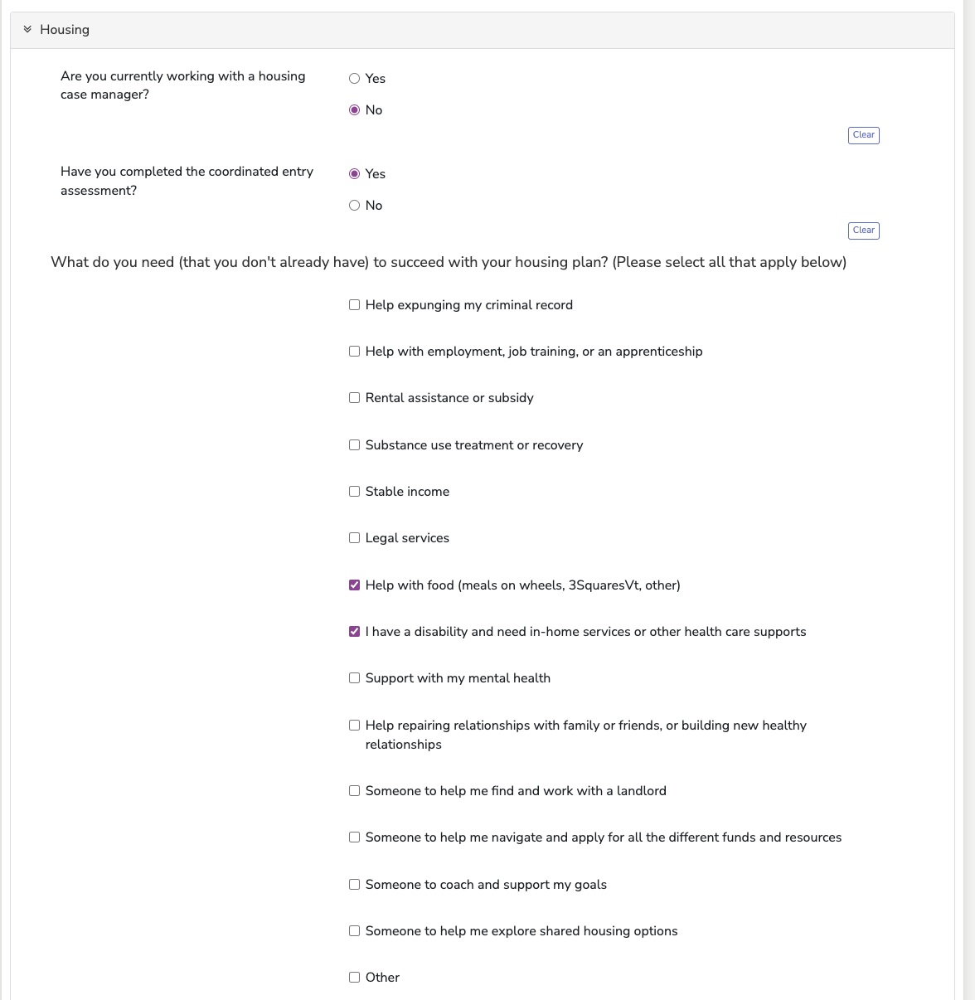 Housing
Are you currently working with a housing
case manager?
Yes
No
Clear
Have you completed the coordinated entry
assessment?
Yes
No
Clear
What do you need (that you don't already have) to succeed with your housing plan? (Please select all that apply below)
Help expunging my criminal record
Help with employment, job training, or an apprenticeship
Rental assistance or subsidy
Substance use treatment or recovery
Stable income
Legal services
Help with food (meals on wheels, 3SquaresVt, other)
I have a disability and need in-home services or other health care supports
Support with my mental health
Help repairing relationships with family or friends, or building new healthy
relationships
Someone to help me find and work with a landlord
Someone to help me navigate and apply for all the different funds and resources
Someone to coach and support my goals
Someone to help me explore shared housing options
Other